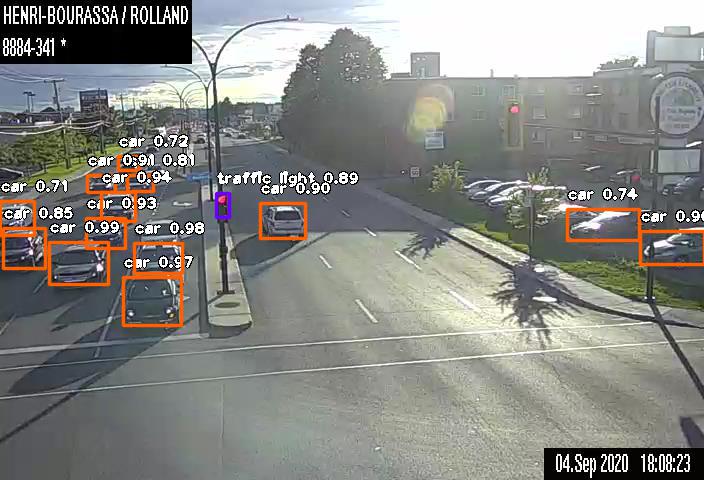 HENRI-BOURASSA / ROLLAND
8884-341 *
car 0.72
car 0.91
0.81
car 0.94
car 0.71
traffic light 0.89
car 0.90
car 0.74
car 0.93
car 0.85
car 0.99
car 0.98
car 0.90
car 0.97
04.Sep 2020 18:08:23